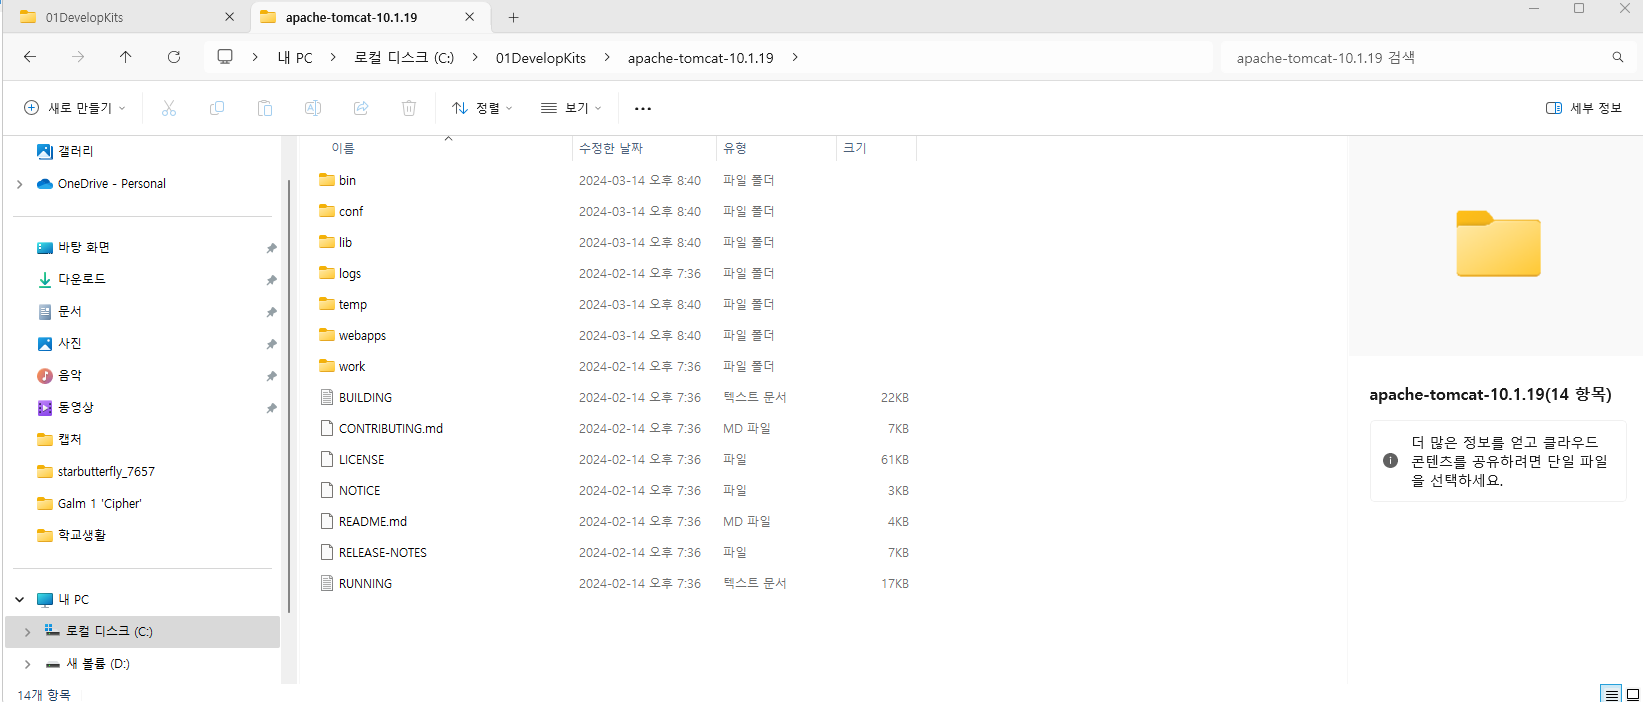 01DevelopKits
apache-tomcat-10.1.19
내 PC
로컬 디스크 (C:)
01DevelopKits
apache-tomcat-10.1.19
apache-tomcat-10.1.19 검색
새로 만들기
정렬
보기
세부 정보
갤러리
OneDrive - Personal
바탕 화면
다운로드
문서
사진
음악
동영상
캡처
starbutterfly_7657
Galm 1 'Cipher'
학교생활
내 PC
로컬 디스크 (C:)
새 볼륨 (D:)
이름 수정한 날짜 유형 크기
bin 2024-03-14 오후 8:40 파일 폴더
conf 2024-03-14 오후 8:40 파일 폴더
lib 2024-03-14 오후 8:40 파일 폴더
logs 2024-02-14 오후 7:36 파일 폴더
temp 2024-03-14 오후 8:40 파일 폴더
webapps 2024-03-14 오후 8:40 파일 폴더
work 2024-02-14 오후 7:36 파일 폴더
BUILDING 2024-02-14 오후 7:36 텍스트 문서 22KB
CONTRIBUTING.md 2024-02-14 오후 7:36 MD 파일 7KB
LICENSE 2024-02-14 오후 7:36 파일 61KB
NOTICE 2024-02-14 오후 7:36 파일 3KB
README.md 2024-02-14 오후 7:36 MD 파일 4KB
RELEASE-NOTES 2024-02-14 오후 7:36 파일 7KB
RUNNING 2024-02-14 오후 7:36 텍스트 문서 17KB
apache-tomcat-10.1.19(14 항목)
더 많은 정보를 얻고 클라우드
콘텐츠를 공유하려면 단일 파일
을 선택하세요.
14개 항목